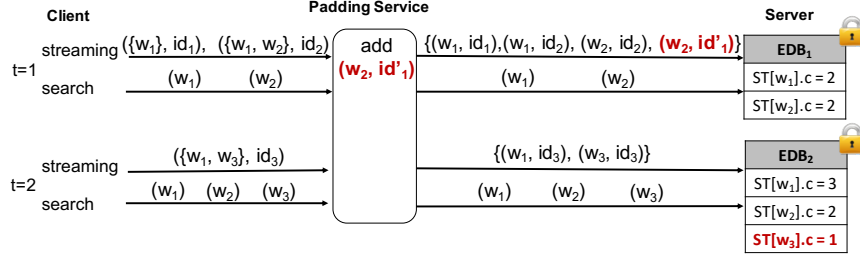 Client
Padding Service
Server
streaming ({w₁}, id₁), ({w₁, w₂}, id₂)
add
(w₂, id'₁)
{(w₁, id₁),(w₁, id₂), (w₂, id₂), (w₂, id'₁)}
EDB₁
t=1
search (w₁) (w₂)
(w₁) (w₂)
ST[w₁].c = 2
ST[w₂].c = 2
streaming ({w₁, w₃}, id₃)
{(w₁, id₃), (w₃, id₃)}
EDB₂
t=2
search (w₁) (w₂) (w₃)
(w₁) (w₂) (w₃)
ST[w₁].c = 3
ST[w₂].c = 2
ST[w₃].c = 1